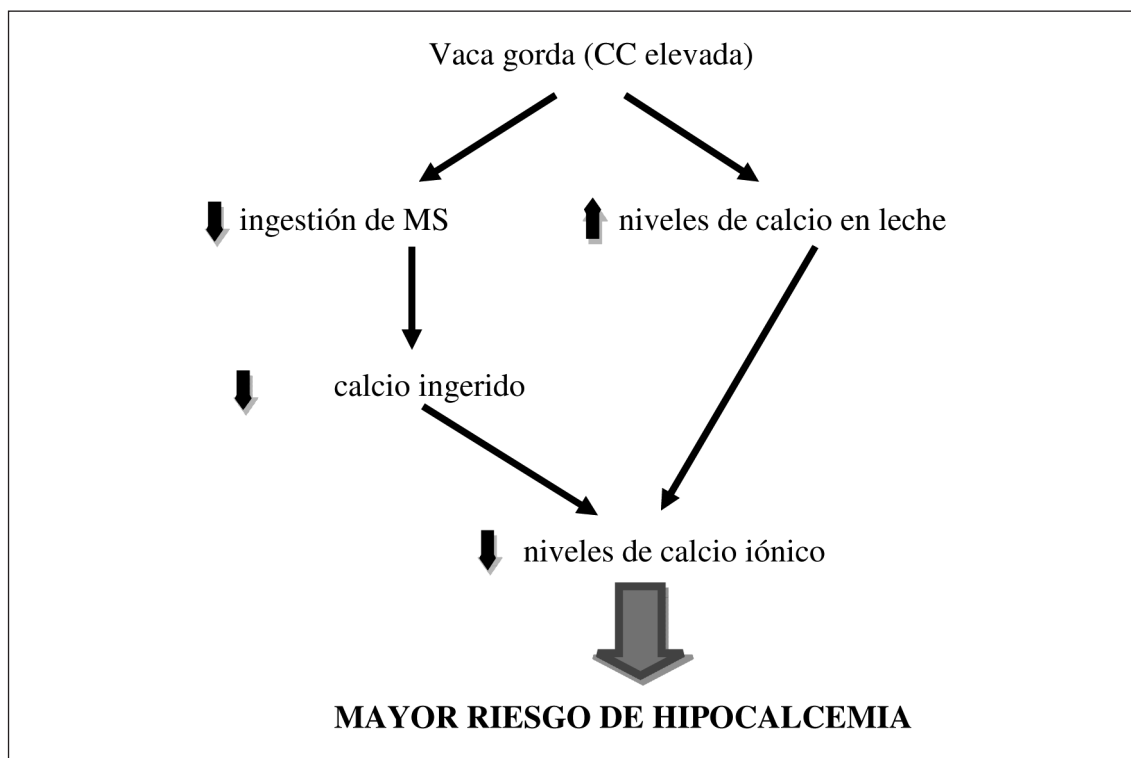 Vaca gorda (CC elevada)
ingestión de MS
niveles de calcio en leche
calcio ingerido
niveles de calcio iónico
MAYOR RIESGO DE HIPOCALCEMIA